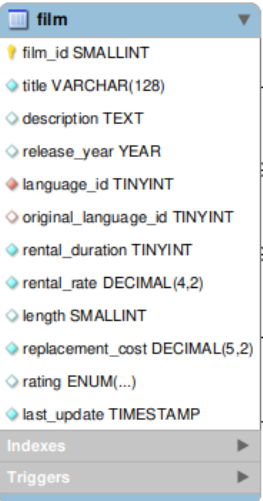 film
film_id SMALLINT
title VARCHAR(128)
description TEXT
release_year YEAR
language_id TINYINT
original_language_id TINYINT
rental_duration TINYINT
rental_rate DECIMAL(4,2)
length SMALLINT
replacement_cost DECIMAL(5,2)
rating ENUM(...)
last_update TIMESTAMP
Indexes
Triggers